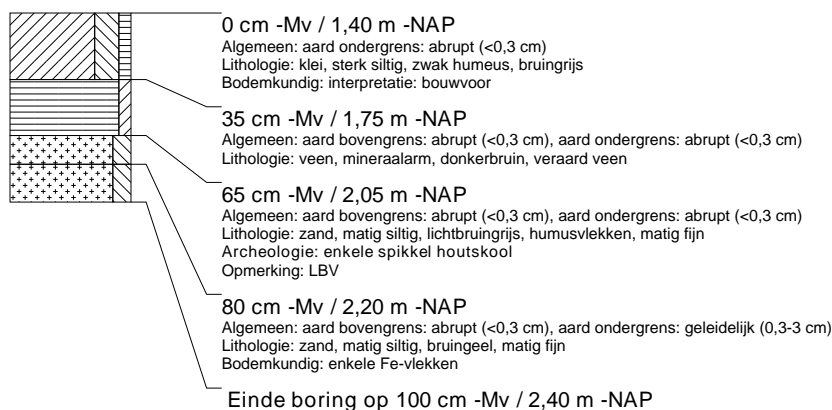 0 cm -Mv / 1,40 m -NAP
Algemeen: aard ondergrens: abrupt (<0,3 cm)
Lithologie: klei, sterk siltig, zwak humeus, bruingrijs
Bodemkundig: interpretatie: bouwvoor
35 cm -Mv / 1,75 m -NAP
Algemeen: aard bovengrens: abrupt (<0,3 cm), aard ondergrens: abrupt (<0,3 cm)
Lithologie: veen, mineraalarm, donkerbruin, veraard veen
65 cm -Mv / 2,05 m -NAP
Algemeen: aard bovengrens: abrupt (<0,3 cm), aard ondergrens: abrupt (<0,3 cm)
Lithologie: zand, matig siltig, lichtbruingrijs, humusvlekken, matig fijn
Archeologie: enkele spikkel houtskool
Opmerking: LBV
80 cm -Mv / 2,20 m -NAP
Algemeen: aard bovengrens: abrupt (<0,3 cm), aard ondergrens: geleidelijk (0,3-3 cm)
Lithologie: zand, matig siltig, bruingeel, matig fijn
Bodemkundig: enkele Fe-vlekken
Einde boring op 100 cm -Mv / 2,40 m -NAP